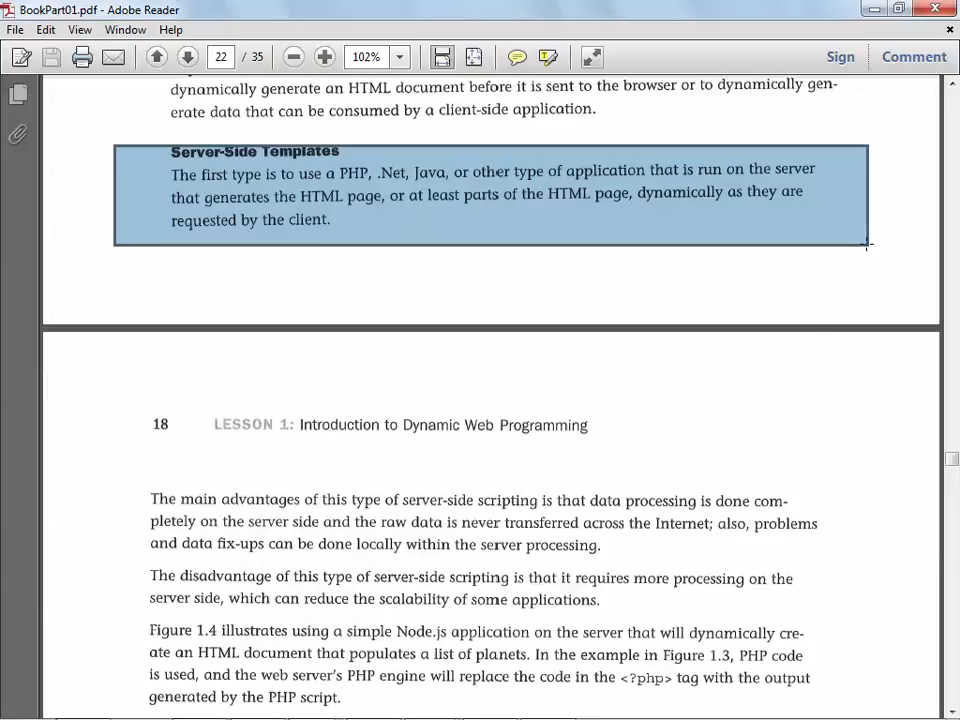 BookPart01.pdf - Adobe Reader
File Edit View Window Help
22 / 35 102% Sign Comment
dynamically generate an HTML document before it is sent to the browser or to dynamically gen-
erate data that can be consumed by a client-side application.
Server-Side Templates
The first type is to use a PHP, .Net, Java, or other type of application that is run on the server
that generates the HTML page, or at least parts of the HTML page, dynamically as they are
requested by the client.
18 LESSON 1: Introduction to Dynamic Web Programming
The main advantages of this type of server-side scripting is that data processing is done com-
pletely on the server side and the raw data is never transferred across the Internet; also, problems
and data fix-ups can be done locally within the server processing.
The disadvantage of this type of server-side scripting is that it requires more processing on the
server side, which can reduce the scalability of some applications.
Figure 1.4 illustrates using a simple Node.js application on the server that will dynamically cre-
ate an HTML document that populates a list of planets. In the example in Figure 1.3, PHP code
is used, and the web server's PHP engine will replace the code in the <?php> tag with the output
generated by the PHP script.